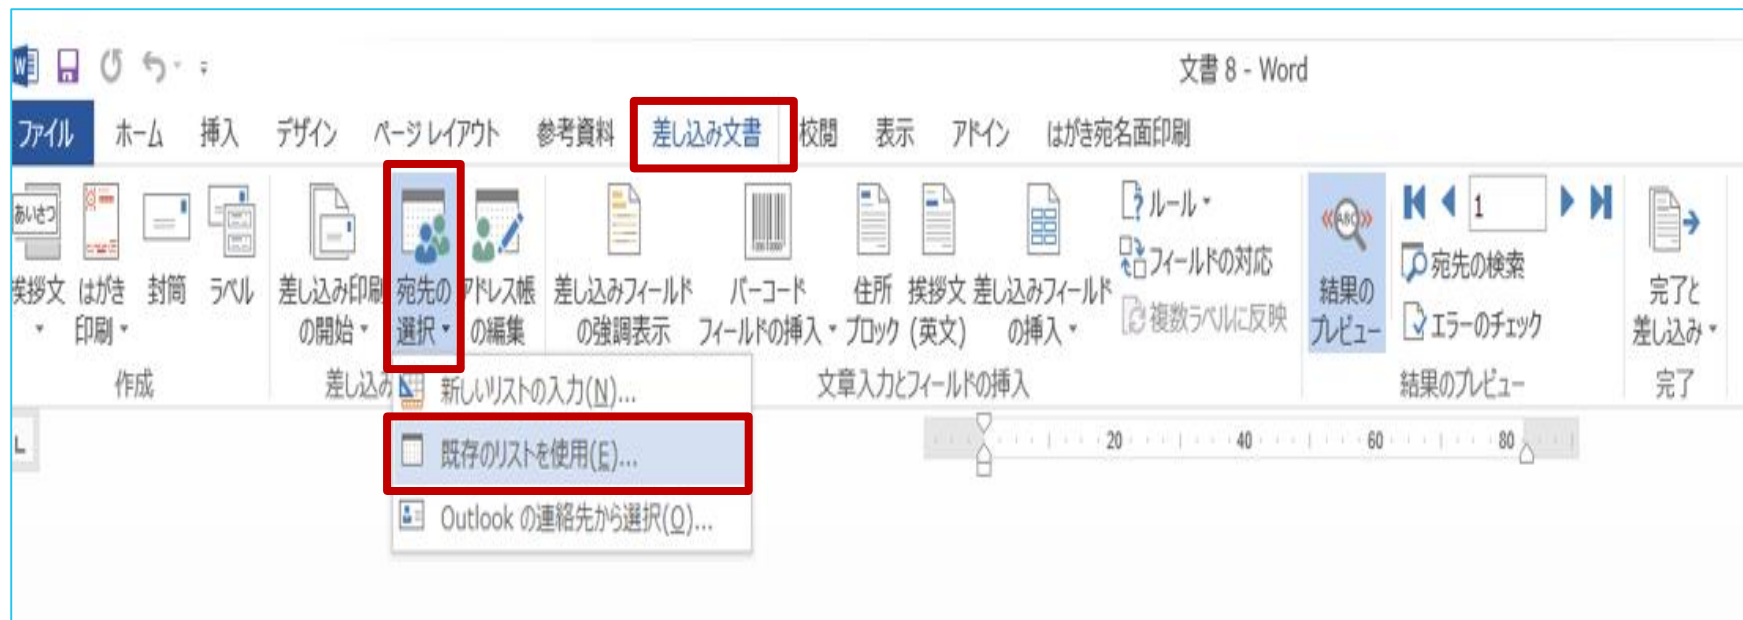 文書 8 - Word
ファイル ホーム 挿入 デザイン ページ レイアウト 参考資料 差し込み文書 校閲 表示 アドイン はがき宛名面印刷
あいさつ
挨拶文 はがき印刷 封筒 ラベル
差し込み印刷の開始 宛先の選択 アドレス帳の編集
差し込みフィールドの強調表示 バーコードフィールドの挿入 住所ブロック 挨拶文(英文) 差し込みフィールドの挿入
ルール
フィールドの対応
複数ラベルに反映
ABC
結果のプレビュー
1
宛先の検索
エラーのチェック
完了と差し込み
作成 差し込み 文章入力とフィールドの挿入 結果のプレビュー 完了
新しいリストの入力(N)...
既存のリストを使用(E)...
Outlook の連絡先から選択(O)...
L
20 40 60 80